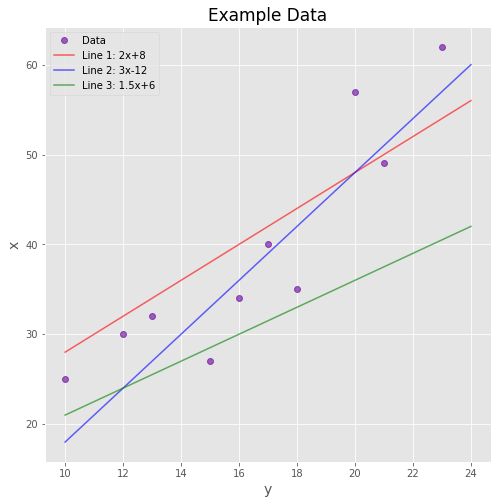 Example Data
Data
Line 1: 2x+8
Line 2: 3x-12
Line 3: 1.5x+6
60
50
40
30
20
x
10 12 14 16 18 20 22 24
y